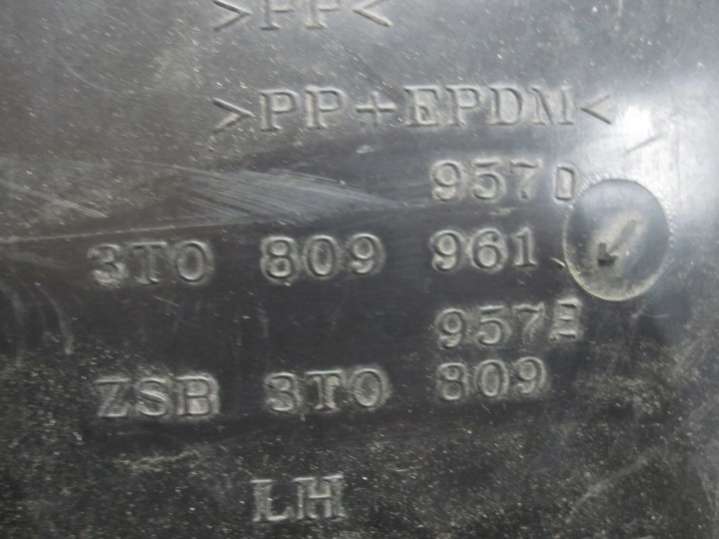 >PP<
>PP+EPDM<
957D
3T0 809 961
957E
ZSB 3T0 809
LH